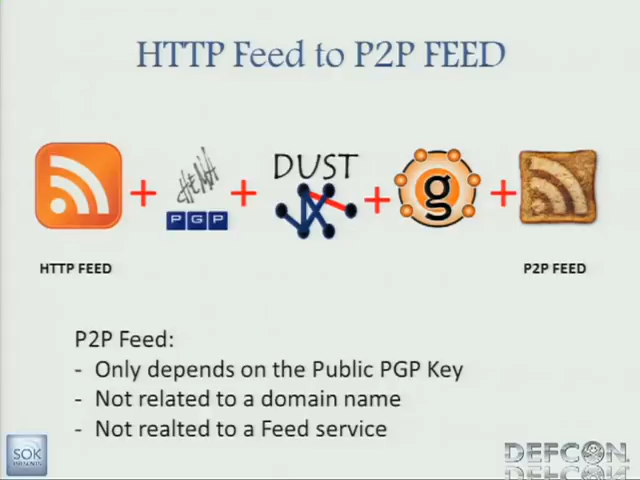 HTTP Feed to P2P FEED
DUST
PGP
g
HTTP FEED
P2P FEED
P2P Feed:
- Only depends on the Public PGP Key
- Not related to a domain name
- Not realted to a Feed service
SOK
DEFCON